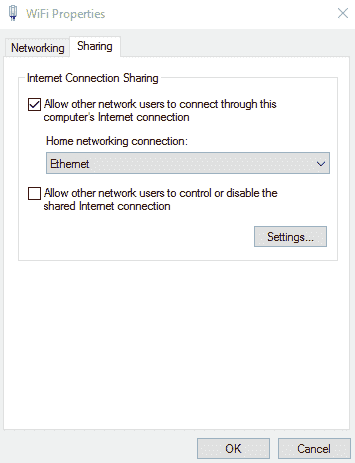 WiFi Properties
Networking
Sharing
Internet Connection Sharing
Allow other network users to connect through this
computer's Internet connection
Home networking connection:
Ethernet
Allow other network users to control or disable the
shared Internet connection
Settings...
OK
Cancel